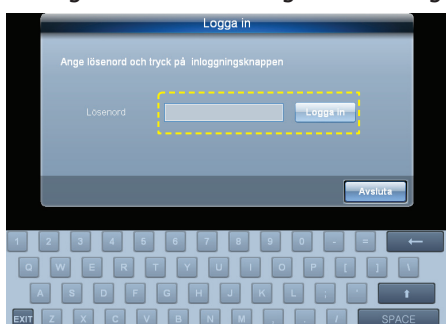 Logga in
Ange lösenord och tryck på inloggningsknappen
Lösenord
Logga in
Avsluta
1 2 3 4 5 6 7 8 9 0 - = ←
Q W E R T Y U I O P [ ] \
A S D F G H J K L ; ' ⬆
EXIT Z X C V B N M , . / SPACE